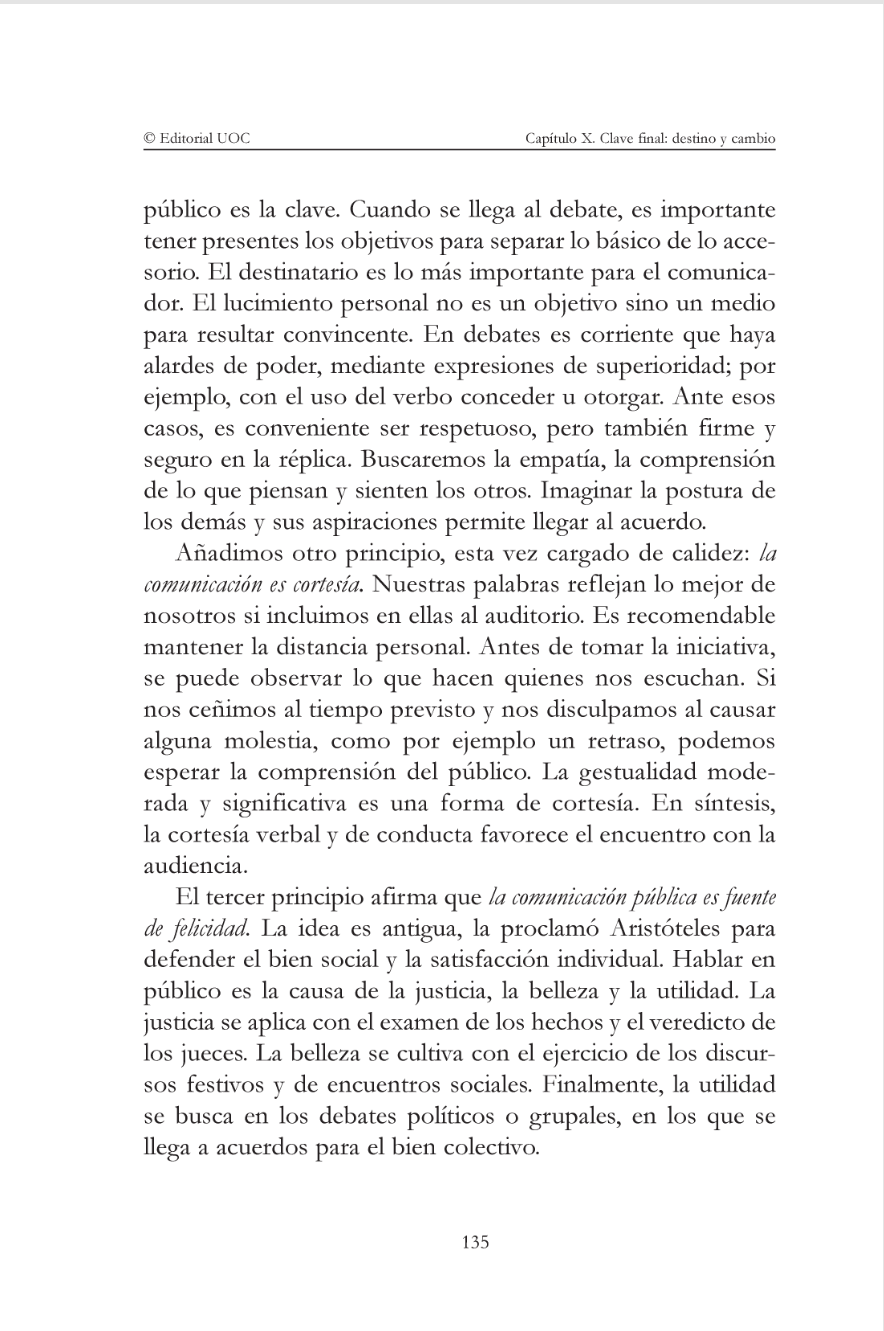 © Editorial UOC
Capítulo X. Clave final: destino y cambio
público es la clave. Cuando se llega al debate, es importante
tener presentes los objetivos para separar lo básico de lo acce-
sorio. El destinatario es lo más importante para el comunica-
dor. El lucimiento personal no es un objetivo sino un medio
para resultar convincente. En debates es corriente que haya
alardes de poder, mediante expresiones de superioridad; por
ejemplo, con el uso del verbo conceder u otorgar. Ante esos
casos, es conveniente ser respetuoso, pero también firme y
seguro en la réplica. Buscaremos la empatía, la comprensión
de lo que piensan y sienten los otros. Imaginar la postura de
los demás y sus aspiraciones permite llegar al acuerdo.
Añadimos otro principio, esta vez cargado de calidez: la
comunicación es cortesía. Nuestras palabras reflejan lo mejor de
nosotros si incluimos en ellas al auditorio. Es recomendable
mantener la distancia personal. Antes de tomar la iniciativa,
se puede observar lo que hacen quienes nos escuchan. Si
nos ceñimos al tiempo previsto y nos disculpamos al causar
alguna molestia, como por ejemplo un retraso, podemos
esperar la comprensión del público. La gestualidad mode-
rada y significativa es una forma de cortesía. En síntesis,
la cortesía verbal y de conducta favorece el encuentro con la
audiencia.
El tercer principio afirma que la comunicación pública es fuente
de felicidad. La idea es antigua, la proclamó Aristóteles para
defender el bien social y la satisfacción individual. Hablar en
público es la causa de la justicia, la belleza y la utilidad. La
justicia se aplica con el examen de los hechos y el veredicto de
los jueces. La belleza se cultiva con el ejercicio de los discur-
sos festivos y de encuentros sociales. Finalmente, la utilidad
se busca en los debates políticos o grupales, en los que se
llega a acuerdos para el bien colectivo.
135